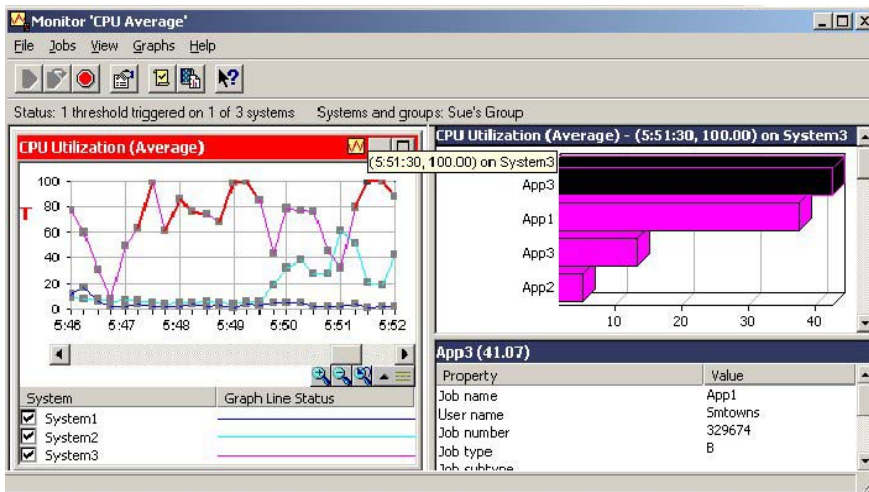 Monitor 'CPU Average'
File Jobs View Graphs Help
Status: 1 threshold triggered on 1 of 3 systems Systems and groups: Sue's Group
CPU Utilization (Average)
(5:51:30, 100.00) on System3
T
100
80
60
40
20
0
5:46 5:47 5:48 5:49 5:50 5:51 5:52
System Graph Line Status
System1
System2
System3
CPU Utilization (Average) - (5:51:30, 100.00) on System3
App3
App1
App3
App2
10 20 30 40
App3 (41.07)
Property Value
Job name App1
User name Smtowns
Job number 329674
Job type B
Job subtype